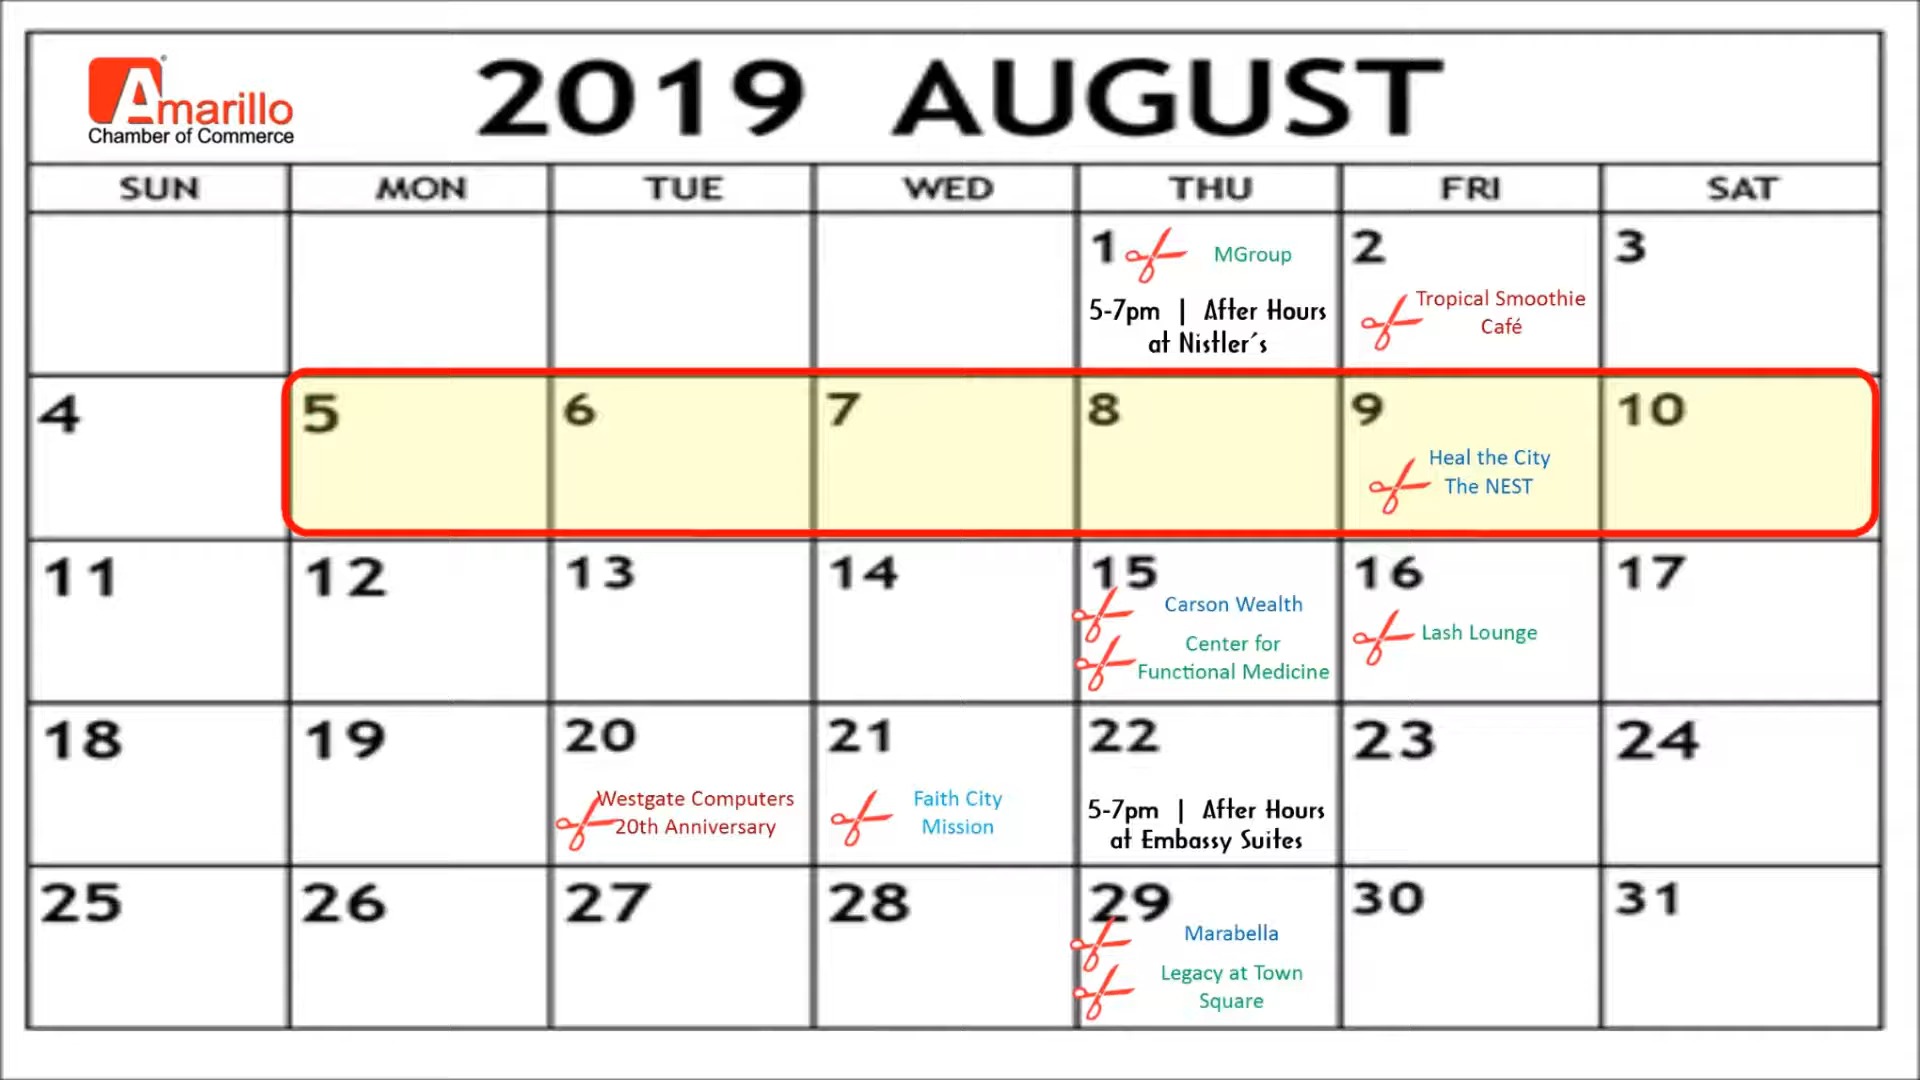 Amarillo
Chamber of Commerce
2019 AUGUST
SUN MON TUE WED THU FRI SAT
1 MGroup
5-7pm | After Hours
at Nistler's
2
Tropical Smoothie
Café
3
4 5 6 7 8 9
Heal the City
The NEST
10
11 12 13 14 15
Carson Wealth
Center for
Functional Medicine
16
Lash Lounge
17
18 19 20
Westgate Computers
20th Anniversary
21
Faith City
Mission
22
5-7pm | After Hours
at Embassy Suites
23 24
25 26 27 28 29
Marabella
Legacy at Town
Square
30 31